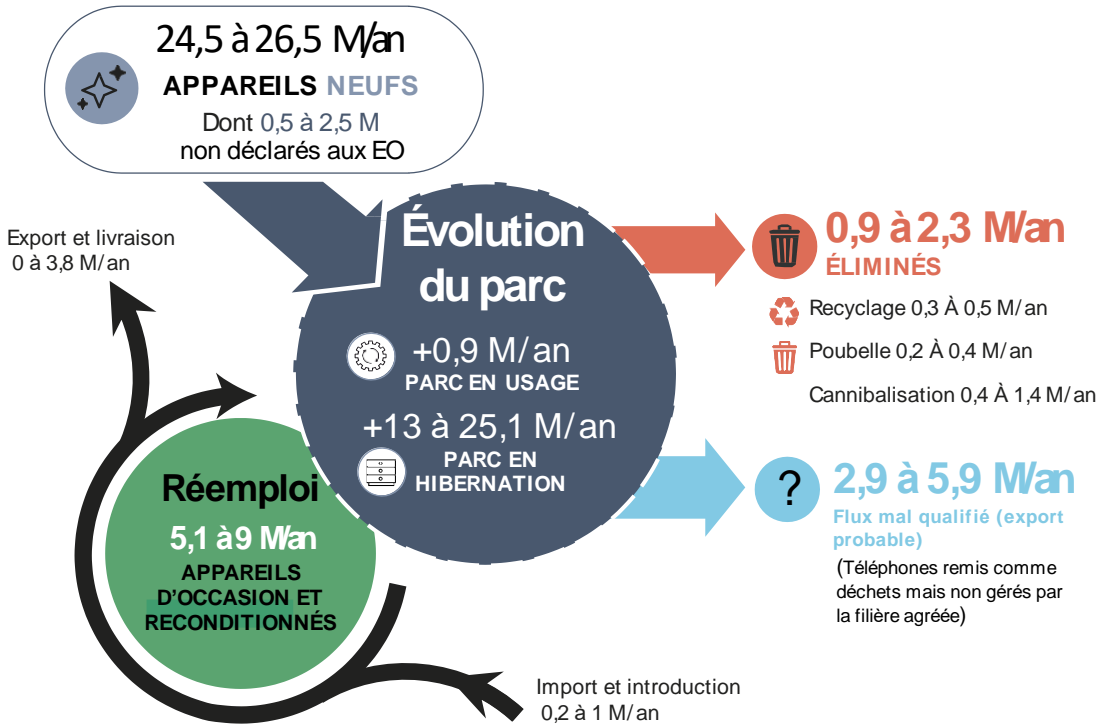 24,5 à 26,5 M/an
APPAREILS NEUFS
Dont 0,5 à 2,5 M
non déclarés aux EO
Export et livraison
0 à 3,8 M/an
Évolution
du parc
+0,9 M/an
PARC EN USAGE
+13 à 25,1 M/an
PARC EN
HIBERNATION
0,9 à 2,3 M/an
ÉLIMINÉS
Recyclage 0,3 À 0,5 M/an
Poubelle 0,2 À 0,4 M/an
Cannibalisation 0,4 À 1,4 M/an
?
2,9 à 5,9 M/an
Flux mal qualifié (export
probable)
(Téléphones remis comme
déchets mais non gérés par
la filière agréée)
Réemploi
5,1 à 9 M/an
APPAREILS
D'OCCASION ET
RECONDITIONNÉS
Import et introduction
0,2 à 1 M/an